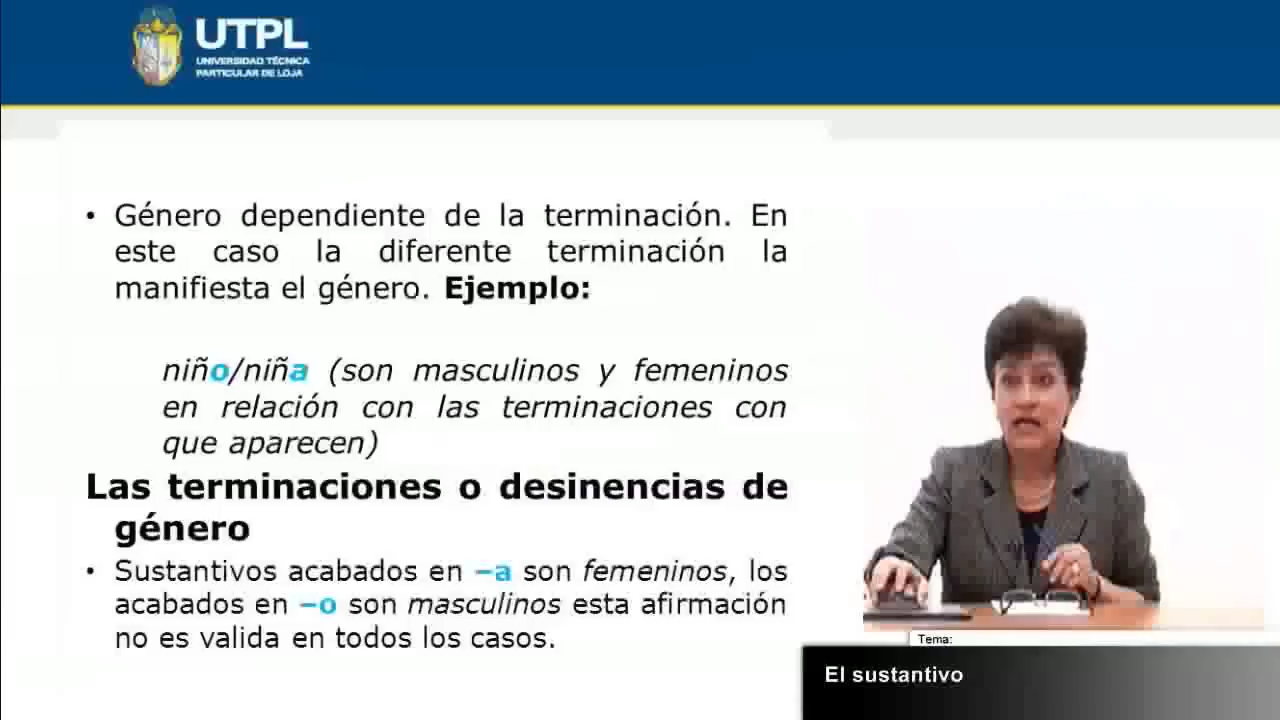 UTPL
UNIVERSIDAD TÉCNICA
PARTICULAR DE LOJA
• Género dependiente de la terminación. En
este caso la diferente terminación la
manifiesta el género. Ejemplo:
niño/niña (son masculinos y femeninos
en relación con las terminaciones con
que aparecen)
Las terminaciones o desinencias de
género
• Sustantivos acabados en –a son femeninos, los
acabados en –o son masculinos esta afirmación
no es valida en todos los casos.
Tema:
El sustantivo